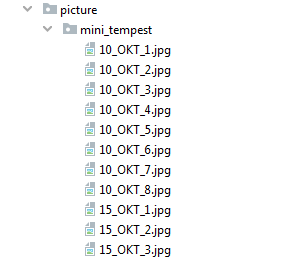 picture
mini_tempest
10_OKT_1.jpg
10_OKT_2.jpg
10_OKT_3.jpg
10_OKT_4.jpg
10_OKT_5.jpg
10_OKT_6.jpg
10_OKT_7.jpg
10_OKT_8.jpg
15_OKT_1.jpg
15_OKT_2.jpg
15_OKT_3.jpg